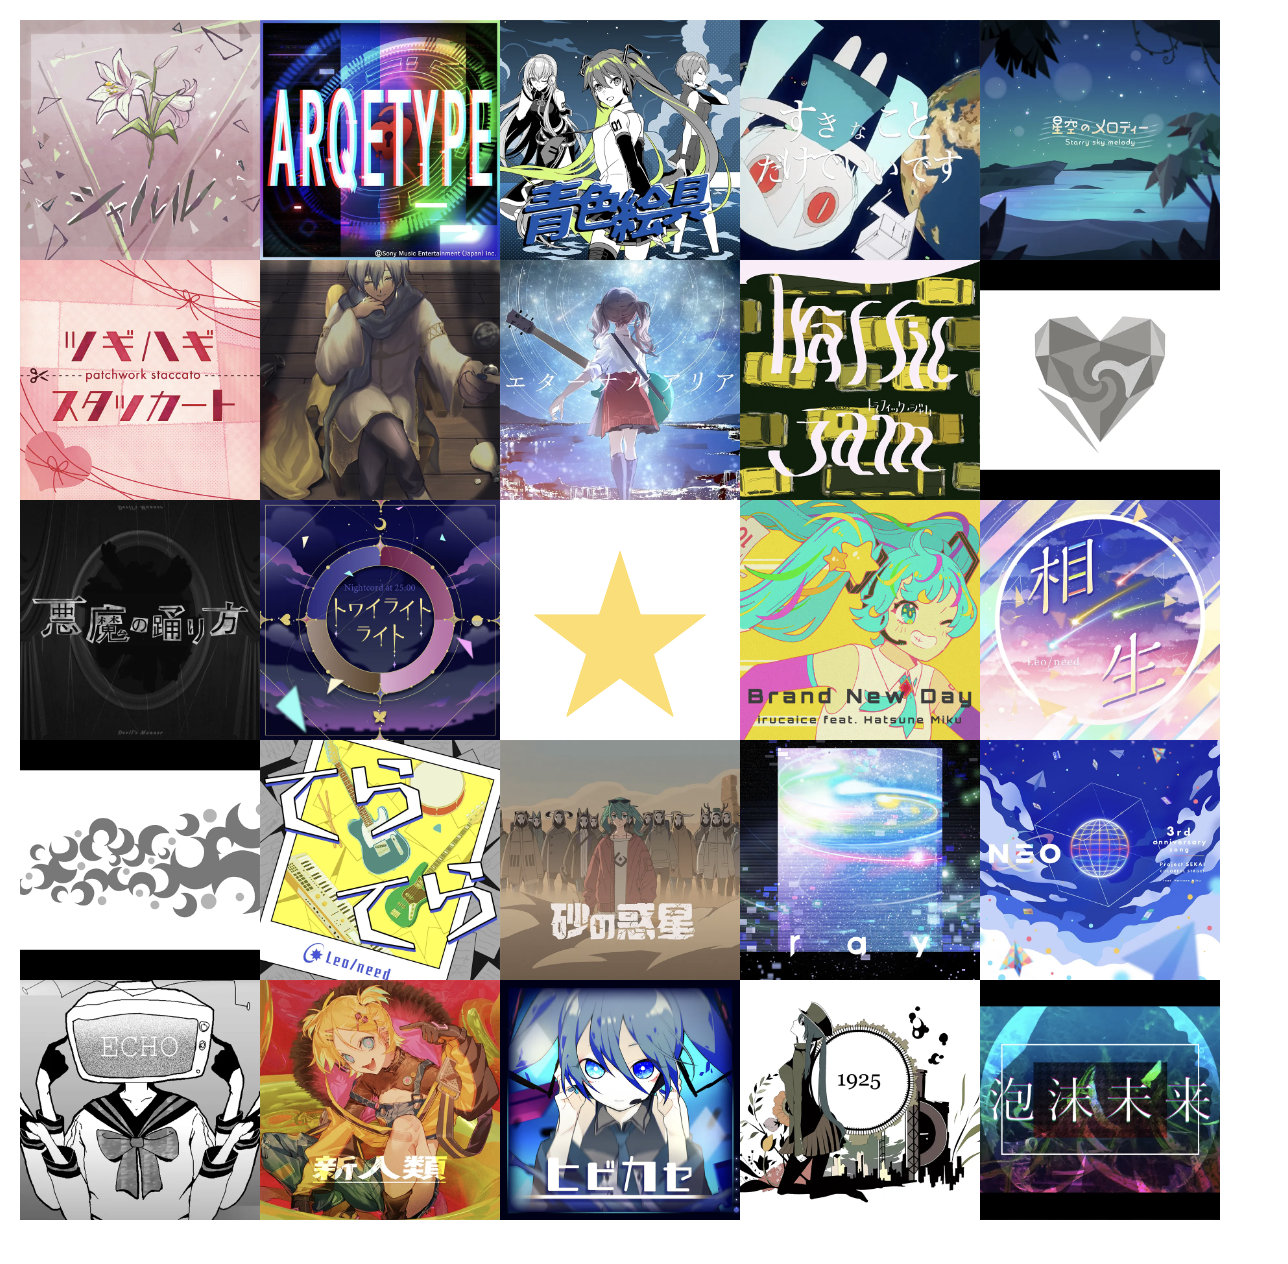 シャルル
ARQETYPE
©Sony Music Entertainment (Japan) Inc.
01
青色絵具
すきなこと
だけでいいです
星空のメロディー
Starry sky melody
ツギハギ
patchwork staccato
スタッカート
エターナルアリア
traffic
トラフィック・ジャム
jam
Devil's Manner
悪魔の踊り方
Devil's Manner
Nightcord at 25:00
トワイライト
ライト
Brand New Day
irucaice feat. Hatsune Miku
相
Leo/need
生
てら
てら
Leo/need
砂の惑星
ray
NEO
3rd
anniversary
song
Project SEKAI
COLORFUL STAGE!
ECHO
新人類
ヒビカセ
1925
泡沫未来